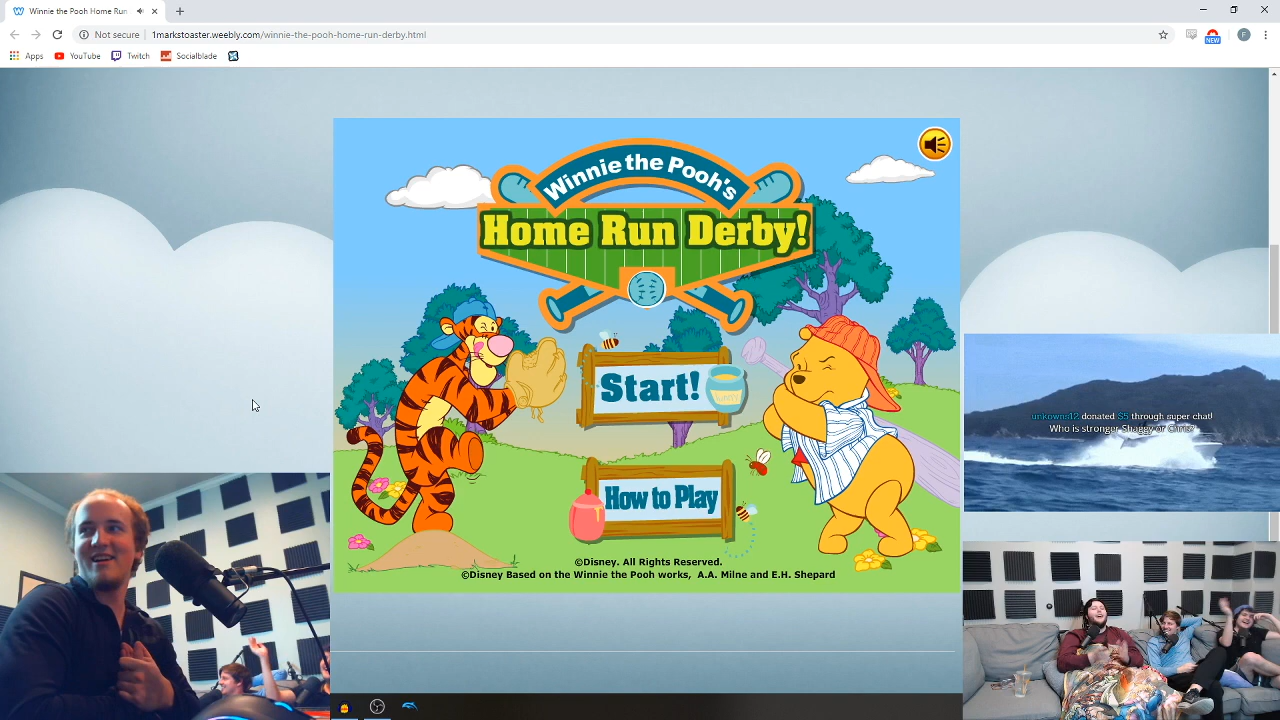 Winnie the Pooh Home Run
Not secure
1markstoaster.weebly.com/winnie-the-pooh-home-run-derby.html
NEW
F
Apps
YouTube
Twitch
Socialblade
Winnie the Pooh's
Home Run Derby!
Start!
HUNNY
How to Play
©Disney. All Rights Reserved.
©Disney Based on the Winnie the Pooh works, A.A. Milne and E.H. Shepard
unkowns12 donated $5 through super chat!
Who is stronger Shaggy or Chris?